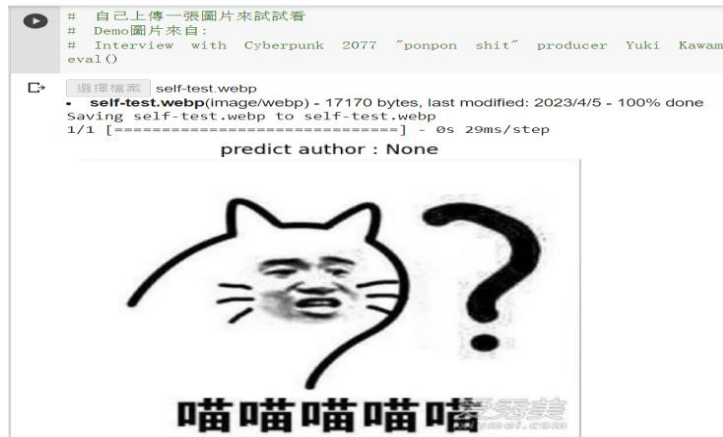 # 自己上傳一張圖片來試試看
# Demo圖片來自:
# Interview with Cyberpunk 2077 "ponpon shit" producer Yuki Kawam
eval()
選擇檔案 self-test.webp
• self-test.webp(image/webp) - 17170 bytes, last modified: 2023/4/5 - 100% done
Saving self-test.webp to self-test.webp
1/1 [==============================] - 0s 29ms/step
predict author : None
?
喵喵喵喵喵